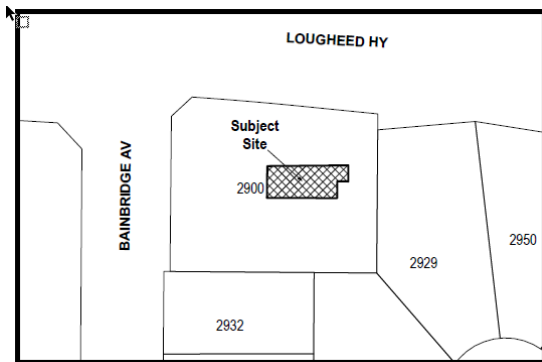 LOUGHEED HY
BAINBRIDGE AV
Subject
Site
2900
2929
2950
2932